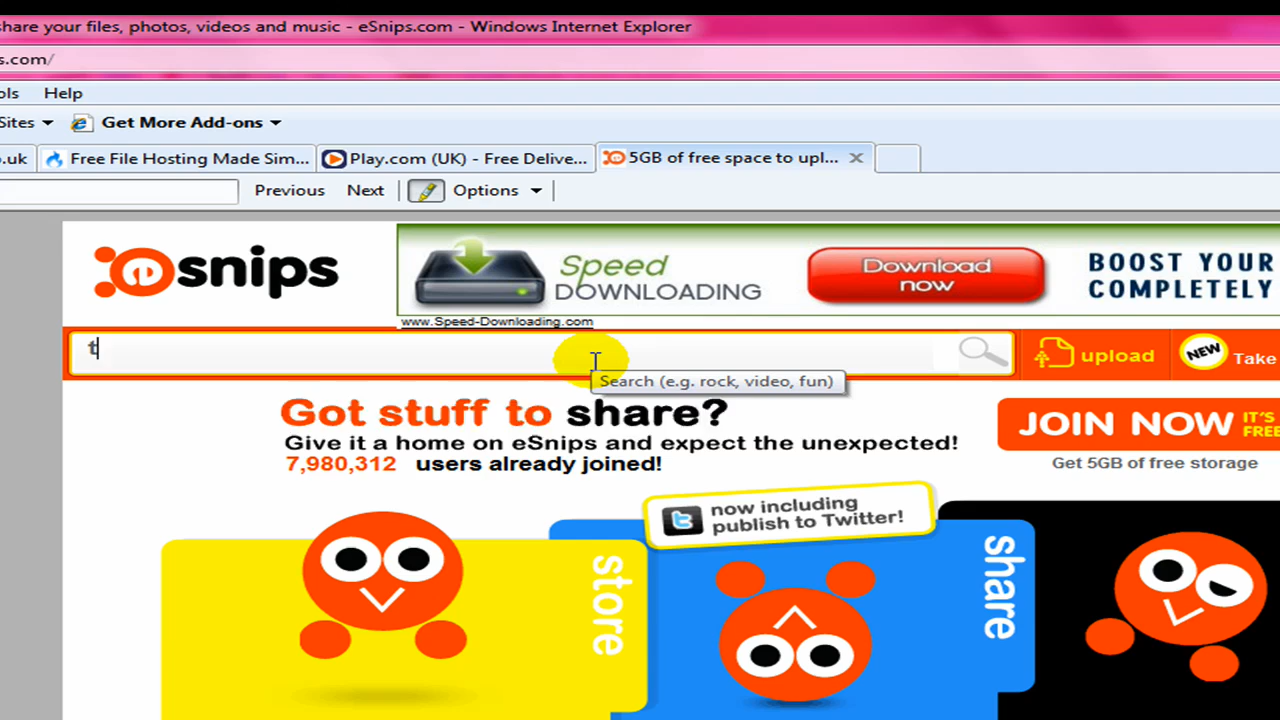 share your files, photos, videos and music - eSnips.com - Windows Internet Explorer
s.com/
ols Help
Sites Get More Add-ons
.uk Free File Hosting Made Sim... Play.com (UK) - Free Delive... 5GB of free space to upl...
Previous Next Options
esnips
Speed DOWNLOADING
Download now
BOOST YOUR
COMPLETELY
www.Speed-Downloading.com
t
upload NEW Take
Search (e.g. rock, video, fun)
Got stuff to share?
Give it a home on eSnips and expect the unexpected!
7,980,312 users already joined!
JOIN NOW IT'S FREE
Get 5GB of free storage
now including
publish to Twitter!
store
share